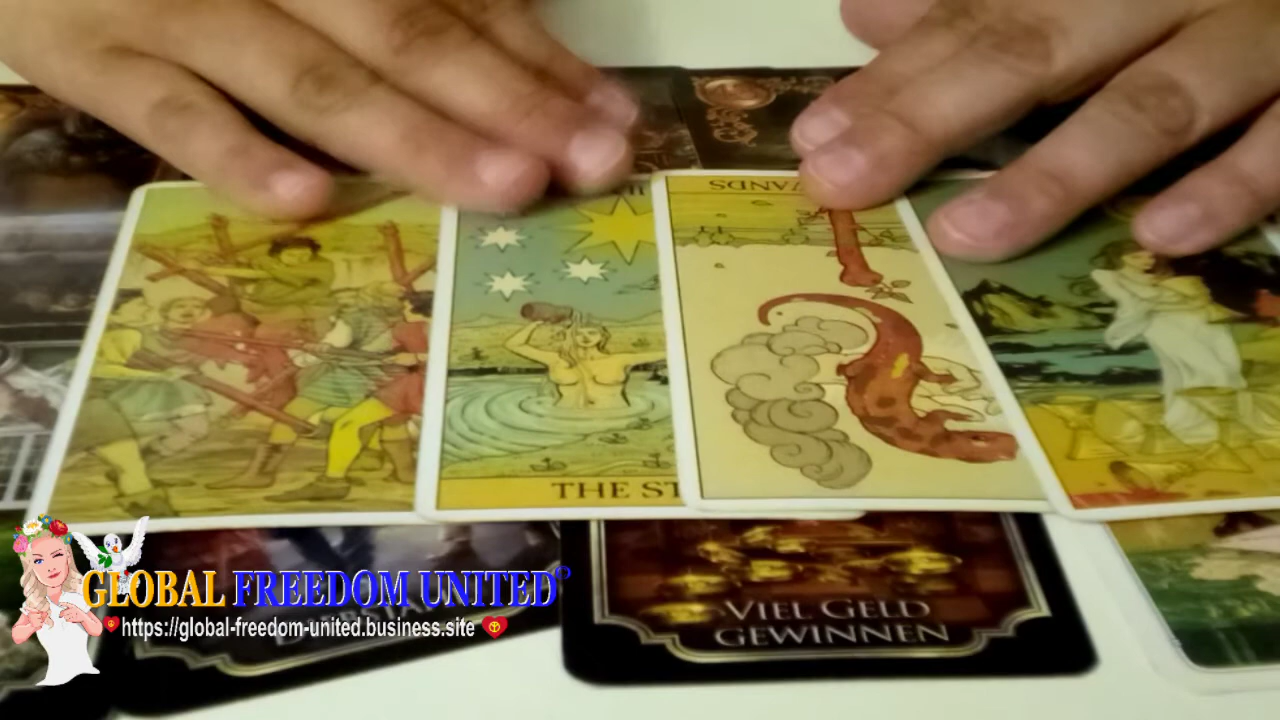 WANDS
THE ST
GLOBAL FREEDOM UNITED
https://global-freedom-united.business.site
VIEL GELD
GEWINNEN